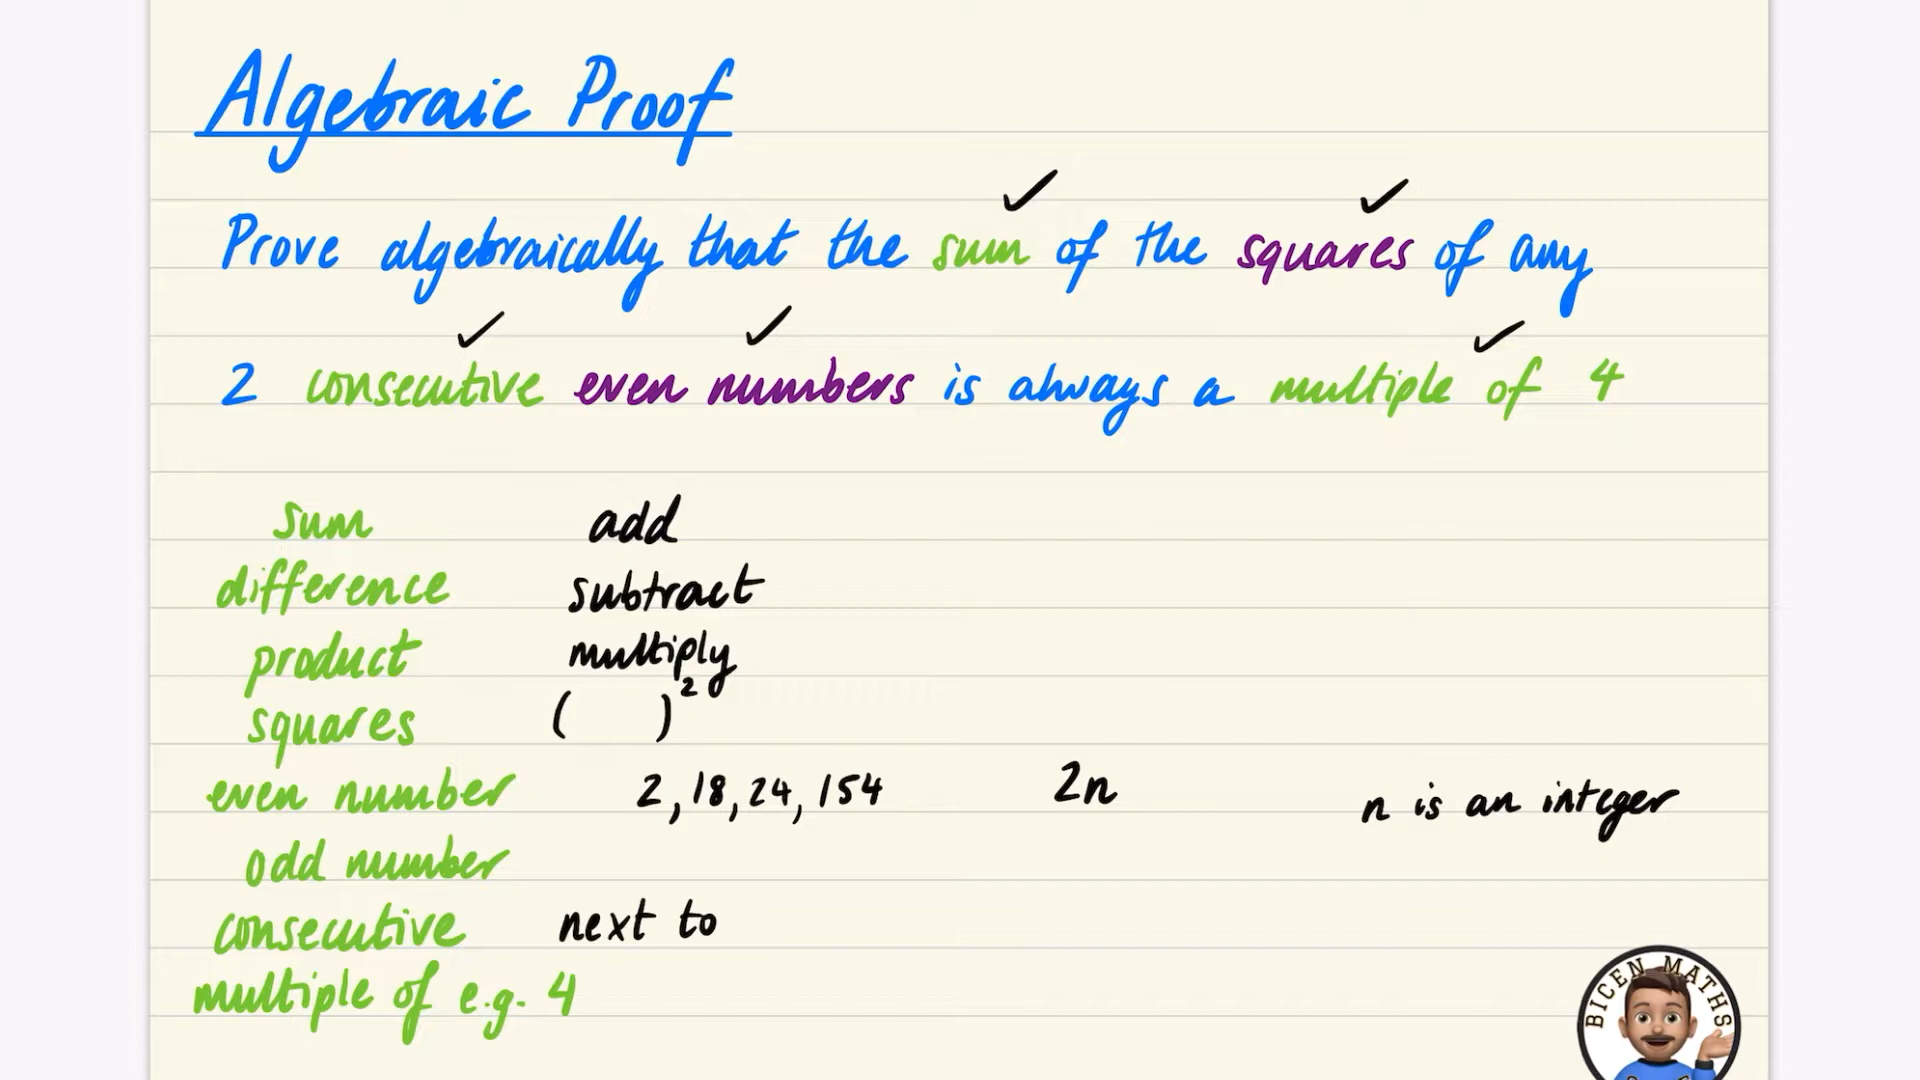 Algebraic Proof
Prove algebraically that the sum of the squares of any
2 consecutive even numbers is always a multiple of 4
sum add
difference subtract
product multiply
squares ( )²
even number 2, 18, 24, 154 2n n is an integer
odd number
consecutive next to
multiple of e.g. 4
BICEN MATHS